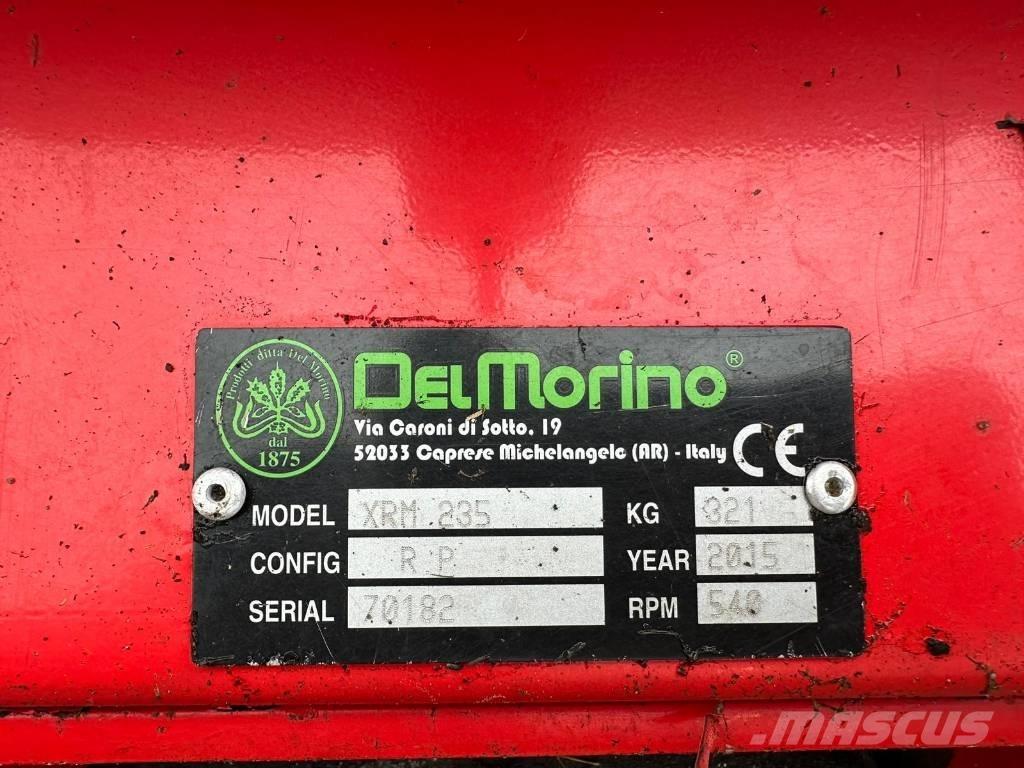 Prodotti ditta Del Morino
dal
1875
DELMORINO®
Via Caroni di Sotto, 19
52033 Caprese Michelangelo (AR) - Italy
CE
MODEL XRM 235 KG 321
CONFIG R P YEAR 2015
SERIAL 70182 RPM 540
MASCUS